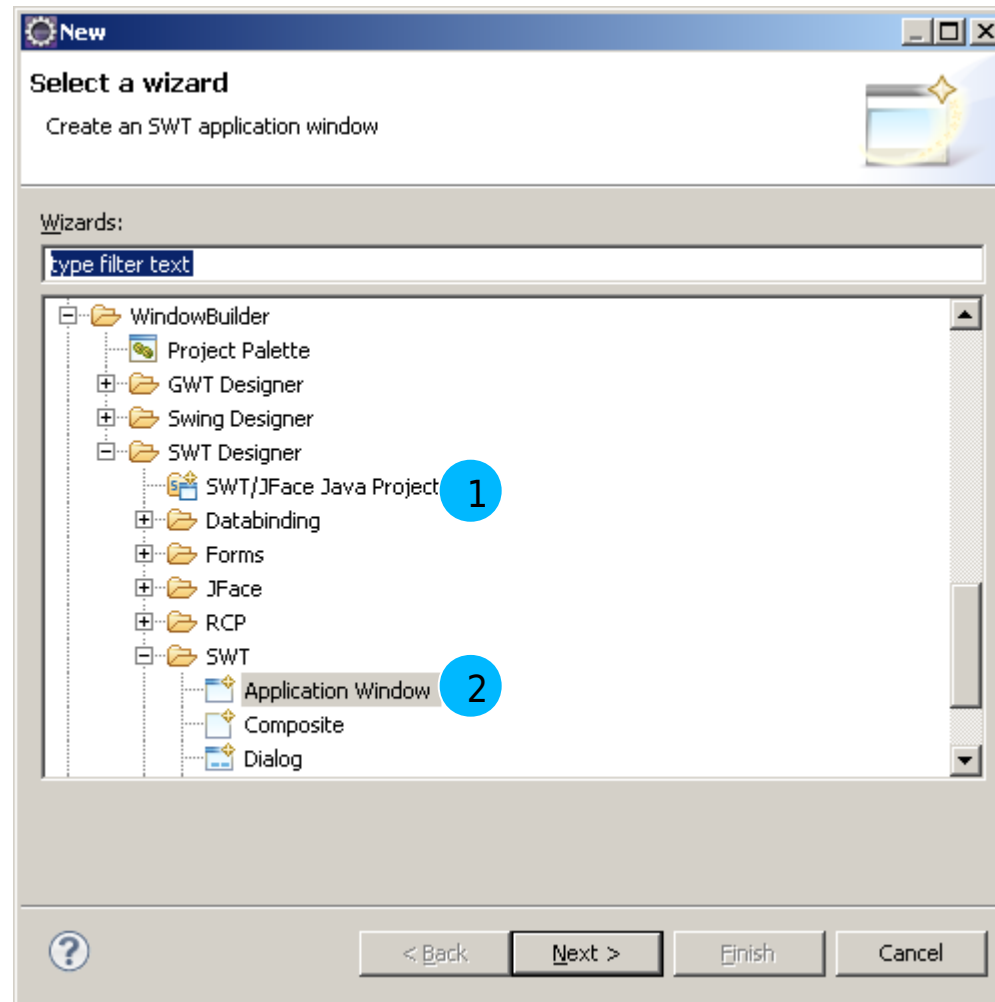 New
Select a wizard
Create an SWT application window
Wizards:
type filter text
WindowBuilder
Project Palette
GWT Designer
Swing Designer
SWT Designer
SWT/JFace Java Project 1
Databinding
Forms
JFace
RCP
SWT
Application Window 2
Composite
Dialog
? < Back Next > Finish Cancel